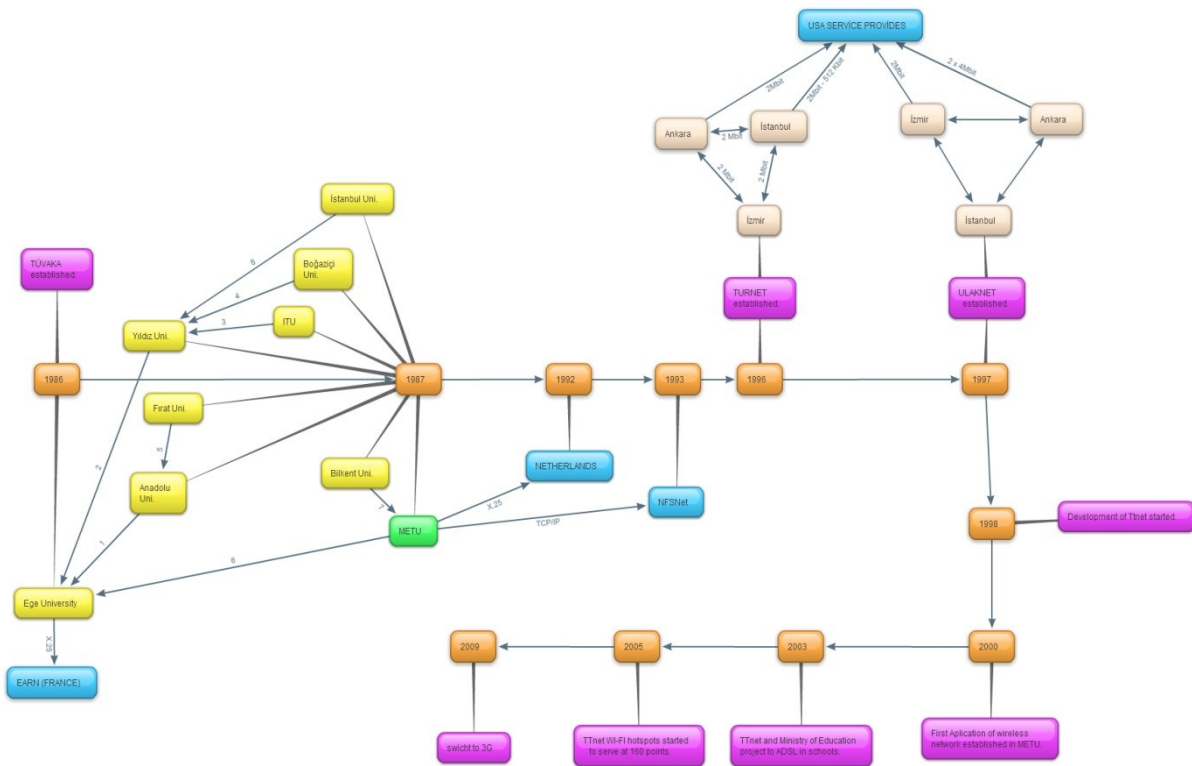 USA SERVİCE PROVİDES
2Mbit
2Mbit - 512 Kbit
2Mbit
2 x 4Mbit
Ankara
2 Mbit
İstanbul
İzmir
Ankara
2 Mbit
2 Mbit
İzmir
İstanbul
TURNET
established.
ULAKNET
established.
TÜVAKA
established.
İstanbul Uni.
Boğaziçi
Uni.
ITU
Yıldız Uni.
4
3
1986
1987
1992
1993
1996
1997
Fırat Uni.
Anadolu
Uni.
Bilkent Uni.
METU
NETHERLANDS
NFSNet
X.25
TCP/IP
2
5
1
7
6
Ege University
X.25
EARN (FRANCE)
1998
Development of Ttnet started.
2009
2005
2003
2000
swicht to 3G
TTnet WI-FI hotspots started
to serve at 160 points.
TTnet and Ministry of Education
project to ADSL in schools.
First Aplication of wireless
network established in METU.